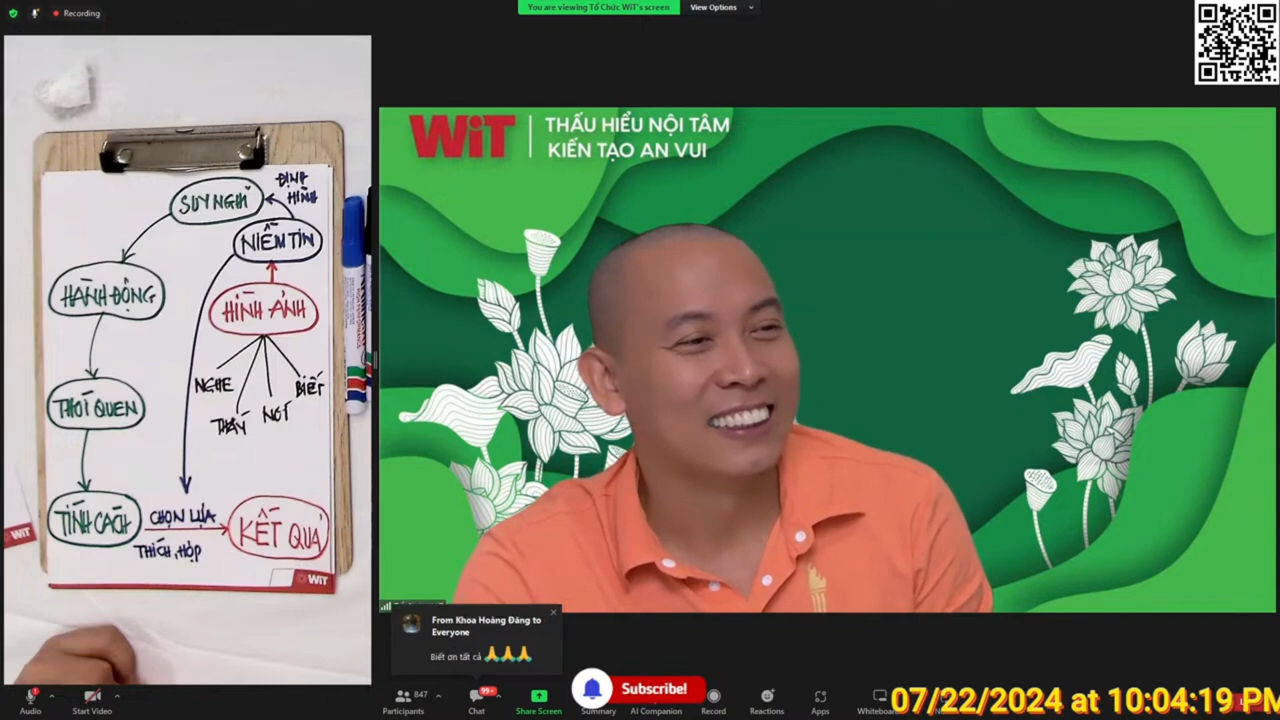 Recording
You are viewing Tổ Chức WiT's screen
View Options
WiT
THẤU HIỂU NỘI TÂM
KIẾN TẠO AN VUI
ĐỊNH
HÌNH
SUY NGHĨ
NIỀM TIN
HÀNH ĐỘNG
HÌNH ẢNH
NGHE
THẤY
NÓI
BIẾT
THÓI QUEN
TÍNH CÁCH
CHỌN LỰA
THÍCH, HỢP
KẾT QUẢ
WiT
WiT
From Khoa Hoàng Đăng to
Everyone
Biết ơn tất cả 🙏🙏🙏
Audio
Start Video
847
Participants
99+
Chat
Share Screen
Summary
Subscribe!
AI Companion
Record
Reactions
Apps
Whiteboard
07/22/2024 at 10:04:19 PM